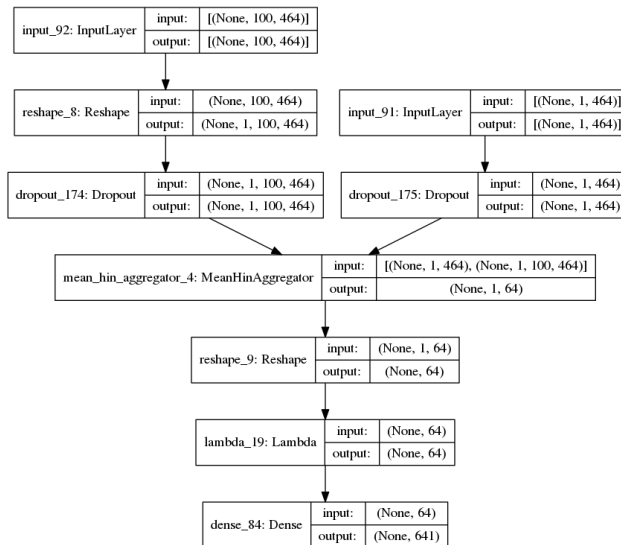 input_92: InputLayer
input: [(None, 100, 464)]
output: [(None, 100, 464)]
reshape_8: Reshape
input: (None, 100, 464)
output: (None, 1, 100, 464)
input_91: InputLayer
input: [(None, 1, 464)]
output: [(None, 1, 464)]
dropout_174: Dropout
input: (None, 1, 100, 464)
output: (None, 1, 100, 464)
dropout_175: Dropout
input: (None, 1, 464)
output: (None, 1, 464)
mean_hin_aggregator_4: MeanHinAggregator
input: [(None, 1, 464), (None, 1, 100, 464)]
output: (None, 1, 64)
reshape_9: Reshape
input: (None, 1, 64)
output: (None, 64)
lambda_19: Lambda
input: (None, 64)
output: (None, 64)
dense_84: Dense
input: (None, 64)
output: (None, 641)